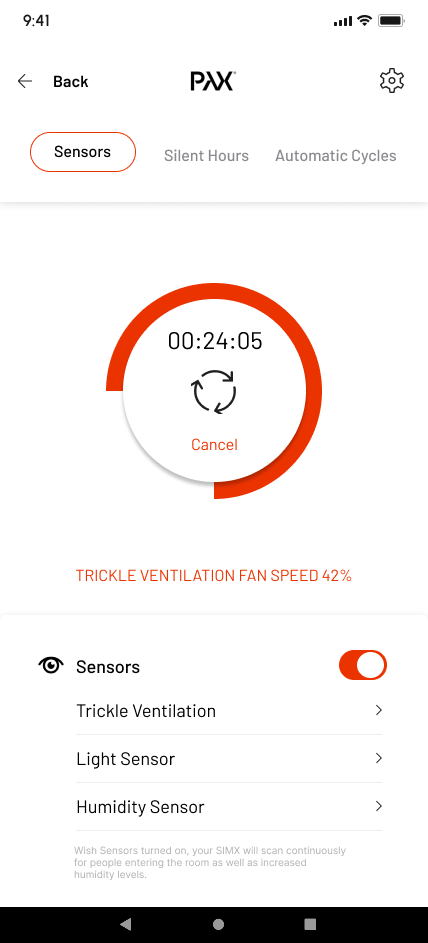 9:41
Back
PAX
Sensors
Silent Hours
Automatic Cycles
00:24:05
Cancel
TRICKLE VENTILATION FAN SPEED 42%
Sensors
Trickle Ventilation
Light Sensor
Humidity Sensor
Wish Sensors turned on, your SIMX will scan continuously
for people entering the room as well as increased
humidity levels.